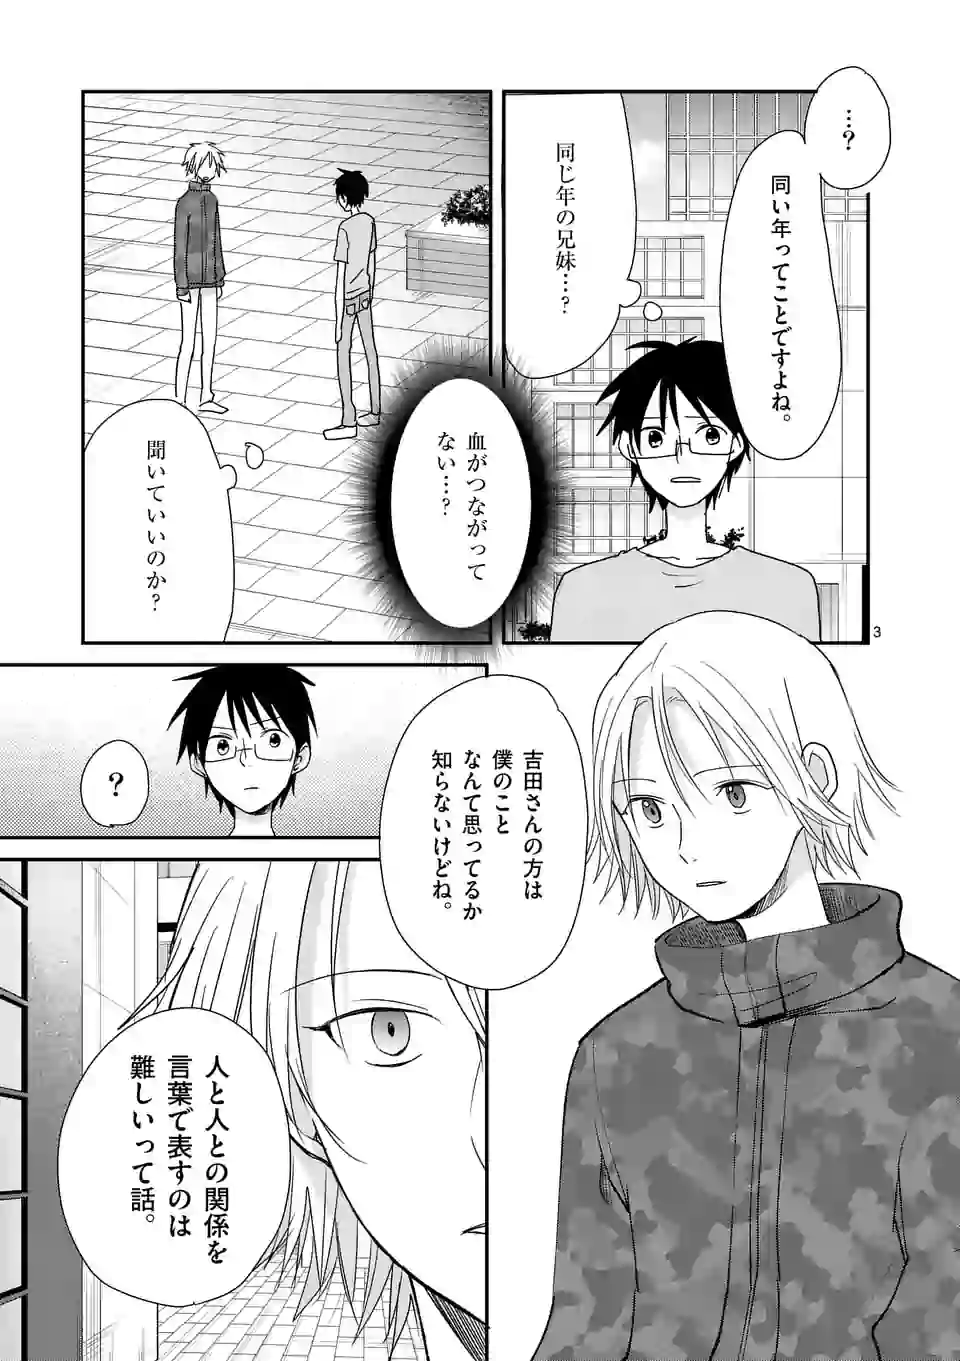 …?
同い年ってことですよね。
同じ年の兄妹…?
血がつながって
ない…?
聞いていいのか?
3
吉田さんの方は
僕のこと
なんて思ってるか
知らないけどね。
?
人と人との関係を
言葉で表すのは
難しいって話。